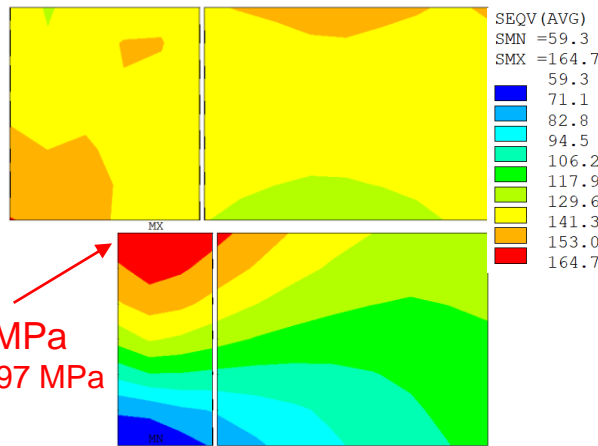 SEQV(AVG)
SMN =59.3
SMX =164.7
59.3
71.1
82.8
94.5
106.2
117.9
129.6
141.3
153.0
164.7
MX
MPa
97 MPa
MN